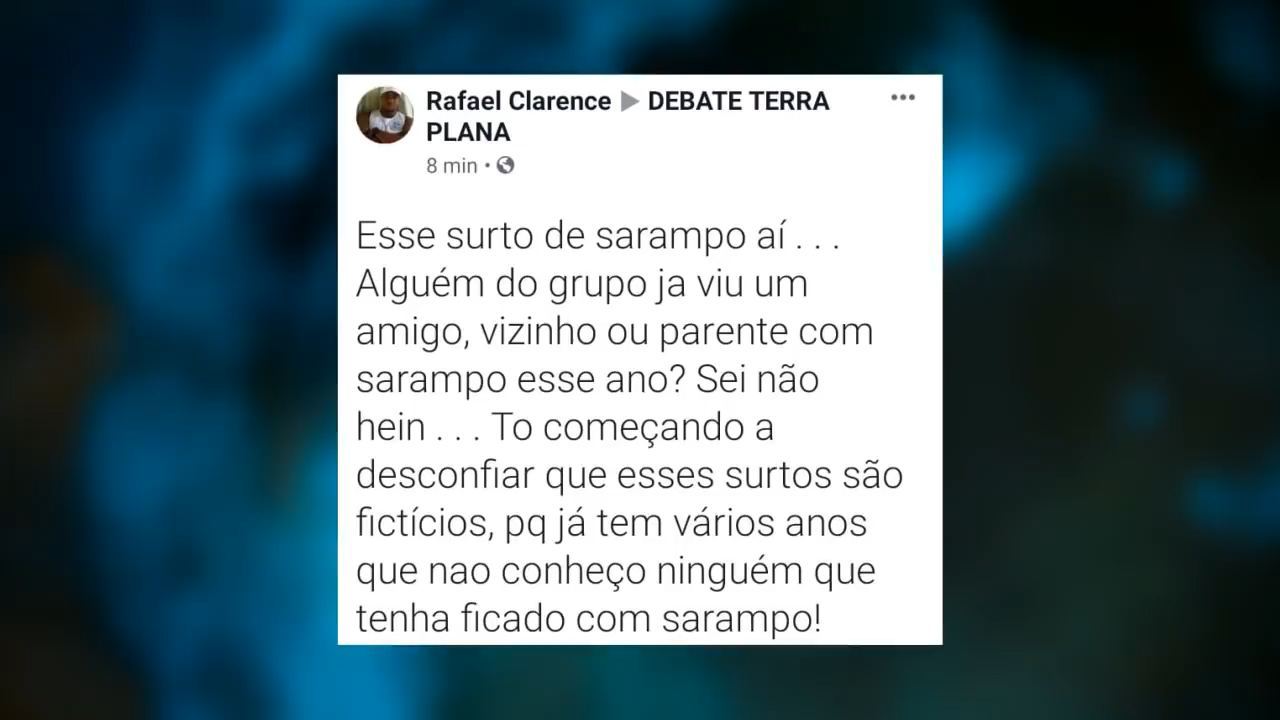 Rafael Clarence ▶ DEBATE TERRA
PLANA
8 min •
Esse surto de sarampo aí . . .
Alguém do grupo ja viu um
amigo, vizinho ou parente com
sarampo esse ano? Sei não
hein . . . To começando a
desconfiar que esses surtos são
fictícios, pq já tem vários anos
que nao conheço ninguém que
tenha ficado com sarampo!